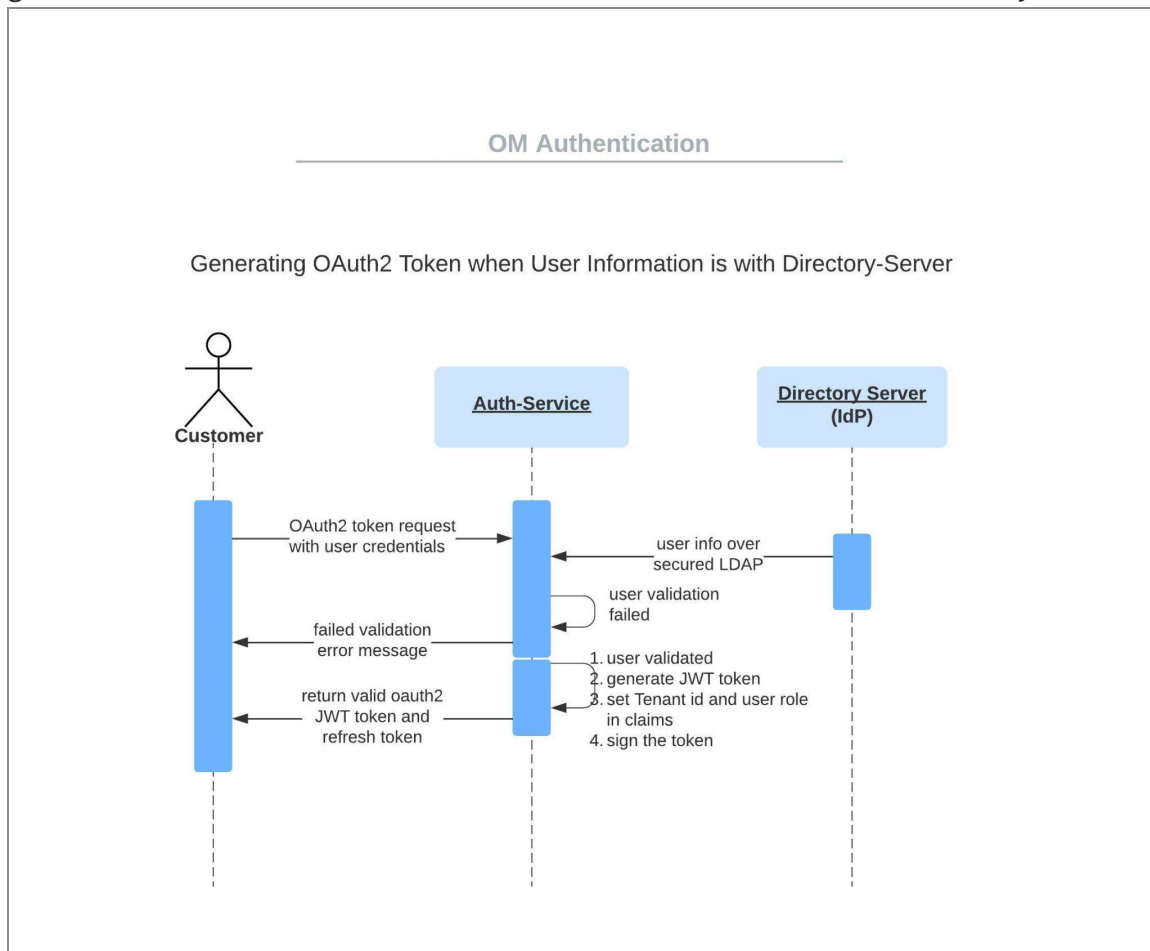 OM Authentication
Generating OAuth2 Token when User Information is with Directory-Server
Customer
Auth-Service
Directory Server
(IdP)
OAuth2 token request
with user credentials
user info over
secured LDAP
user validation
failed
failed validation
error message
1. user validated
2. generate JWT token
3. set Tenant id and user role
in claims
4. sign the token
return valid oauth2
JWT token and
refresh token